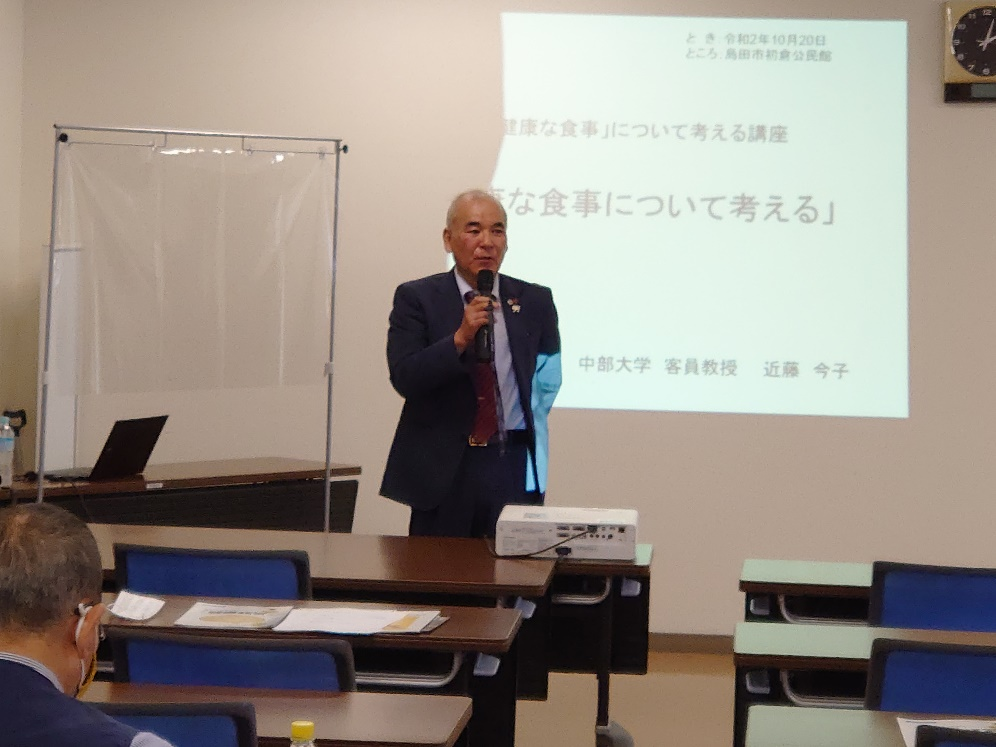 と き:令和2年10月20日
ところ:島田市初倉公民館
健康な食事」について考える講座
康な食事について考える」
中部大学 客員教授 近藤 今子